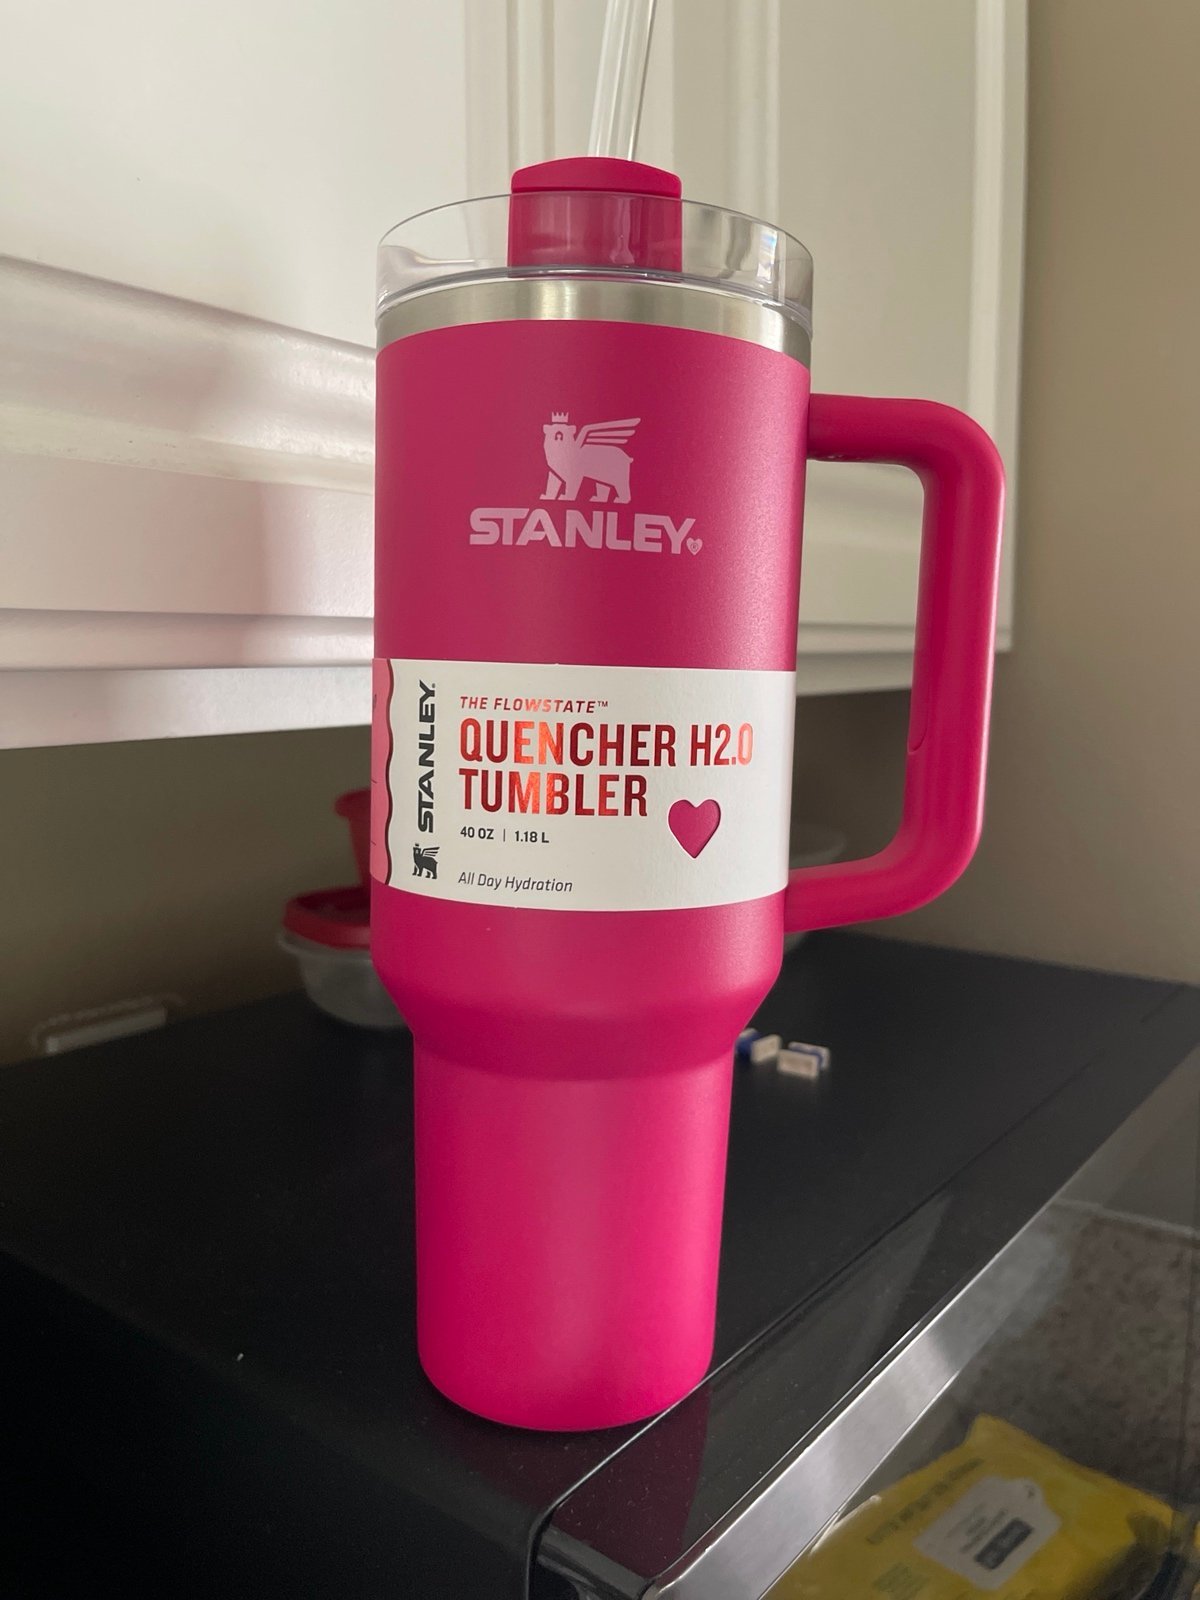 STANLEY
STANLEY®
THE FLOWSTATE™
QUENCHER H2.0
TUMBLER
40 OZ | 1.18 L
All Day Hydration